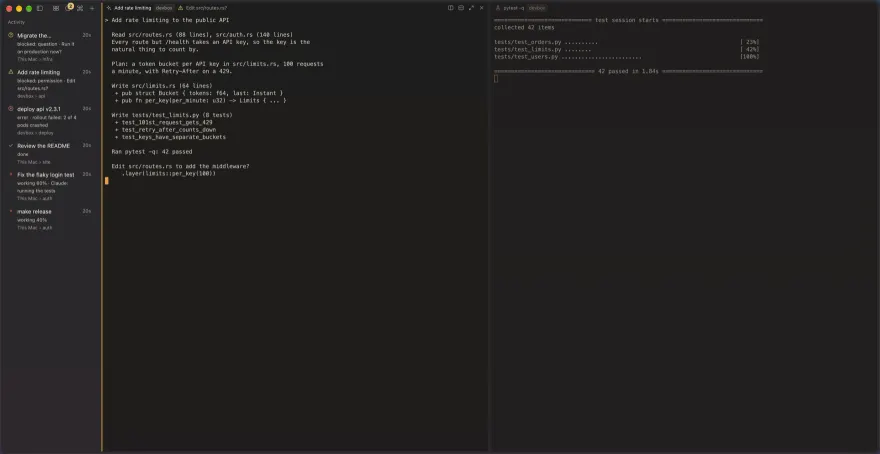 2
Activity
Migrate the... 20s
blocked: question · Run it
on production now?
This Mac › infra
Add rate limiting 20s
blocked: permission · Edit
src/routes.rs?
devbox › api
deploy api v2.3.1 20s
error · rollout failed: 2 of 4
pods crashed
devbox › deploy
Review the README 20s
done
This Mac › site
Fix the flaky login test 20s
working 60% · Claude:
running the tests
This Mac › auth
make release 20s
working 40%
This Mac › auth
Add rate limiting devbox Edit src/routes.rs?
> Add rate limiting to the public API
Read src/routes.rs (88 lines), src/auth.rs (140 lines)
Every route but /health takes an API key, so the key is the
natural thing to count by.
Plan: a token bucket per API key in src/limits.rs, 100 requests
a minute, with Retry-After on a 429.
Write src/limits.rs (64 lines)
+ pub struct Bucket { tokens: f64, last: Instant }
+ pub fn per_key(per_minute: u32) -> Limits { ... }
Write tests/test_limits.py (8 tests)
+ test_101st_request_gets_429
+ test_retry_after_counts_down
+ test_keys_have_separate_buckets
Ran pytest -q: 42 passed
Edit src/routes.rs to add the middleware?
.layer(limits::per_key(100))
pytest -q devbox
============================== test session starts ===============================
collected 42 items
tests/test_orders.py .......... [ 23%]
tests/test_limits.py ........ [ 42%]
tests/test_users.py ........................ [100%]
=============================== 42 passed in 1.84s ===============================